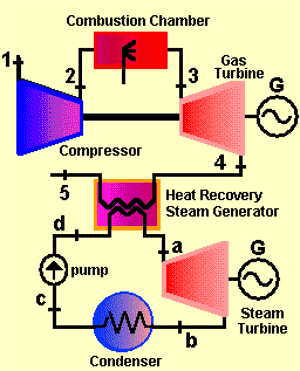 Combustion Chamber
1
2
3
Gas
Turbine
G
Compressor
4
5
Heat Recovery
Steam Generator
d
a
G
pump
c
Steam
Turbine
b
Condenser